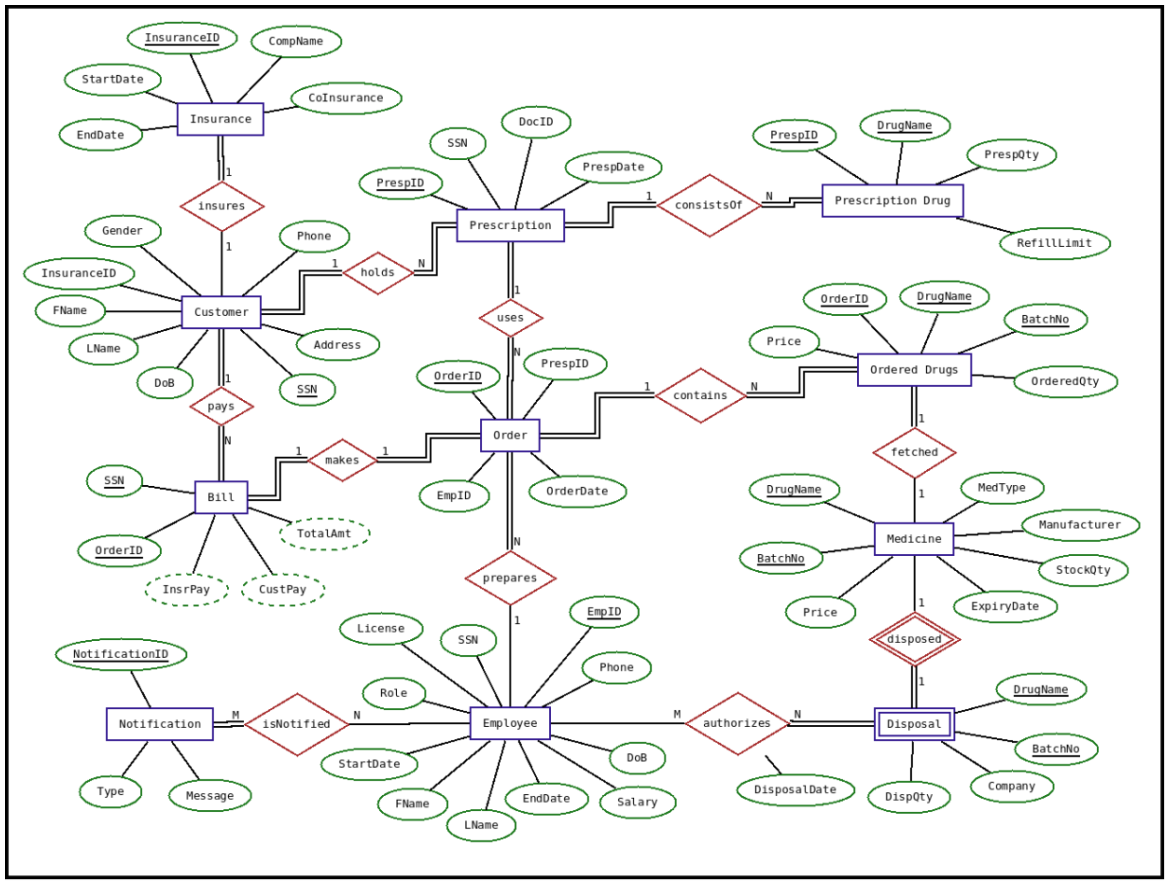 InsuranceID
CompName
StartDate
CoInsurance
Insurance
EndDate
1
insures
1
Gender
Phone
InsuranceID
FName
Customer
LName
Address
DoB
SSN
1
holds
N
SSN
DocID
PrespID
PrespDate
Prescription
1
consistsOf
N
PrespID
DrugName
PrespQty
Prescription Drug
RefillLimit
1
uses
N
OrderID
PrespID
Order
EmpID
OrderDate
1
contains
N
OrderID
DrugName
BatchNo
Price
Ordered Drugs
OrderedQty
1
fetched
1
1
pays
N
SSN
Bill
OrderID
TotalAmt
InsrPay
CustPay
1
makes
1
N
prepares
1
DrugName
MedType
Manufacturer
Medicine
BatchNo
StockQty
Price
ExpiryDate
1
disposed
1
NotificationID
Notification
Type
Message
M
isNotified
N
License
SSN
EmpID
Phone
Role
Employee
StartDate
DoB
FName
LName
EndDate
Salary
M
authorizes
N
DisposalDate
DrugName
Disposal
BatchNo
Company
DispQty